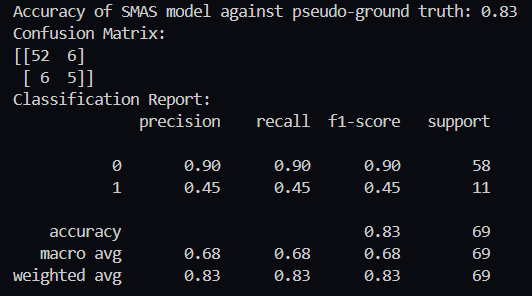 Accuracy of SMAS model against pseudo-ground truth: 0.83
Confusion Matrix:
[[52  6]
 [ 6  5]]
Classification Report:
              precision    recall  f1-score   support

           0       0.90      0.90      0.90        58
           1       0.45      0.45      0.45        11

    accuracy                           0.83        69
   macro avg       0.68      0.68      0.68        69
weighted avg       0.83      0.83      0.83        69